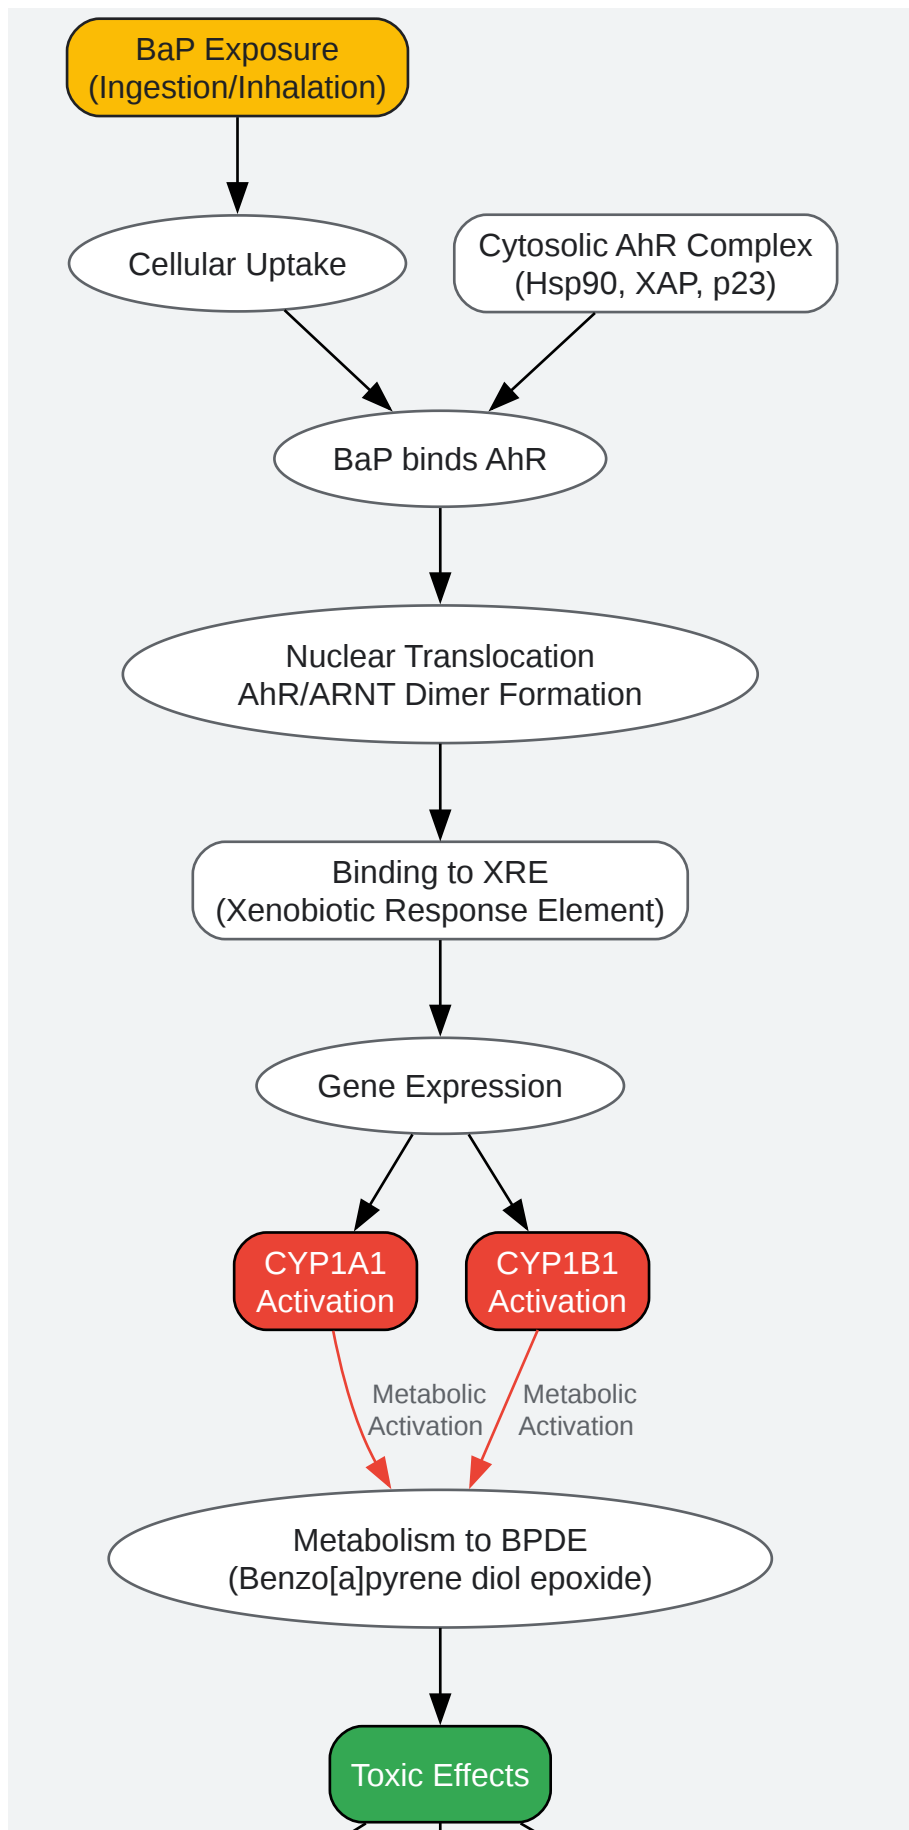 BaP Exposure
(Ingestion/Inhalation)
Cellular Uptake
Cytosolic AhR Complex
(Hsp90, XAP, p23)
BaP binds AhR
Nuclear Translocation
AhR/ARNT Dimer Formation
Binding to XRE
(Xenobiotic Response Element)
Gene Expression
CYP1A1
Activation
CYP1B1
Activation
Metabolic
Activation
Metabolic
Activation
Metabolism to BPDE
(Benzo[a]pyrene diol epoxide)
Toxic Effects